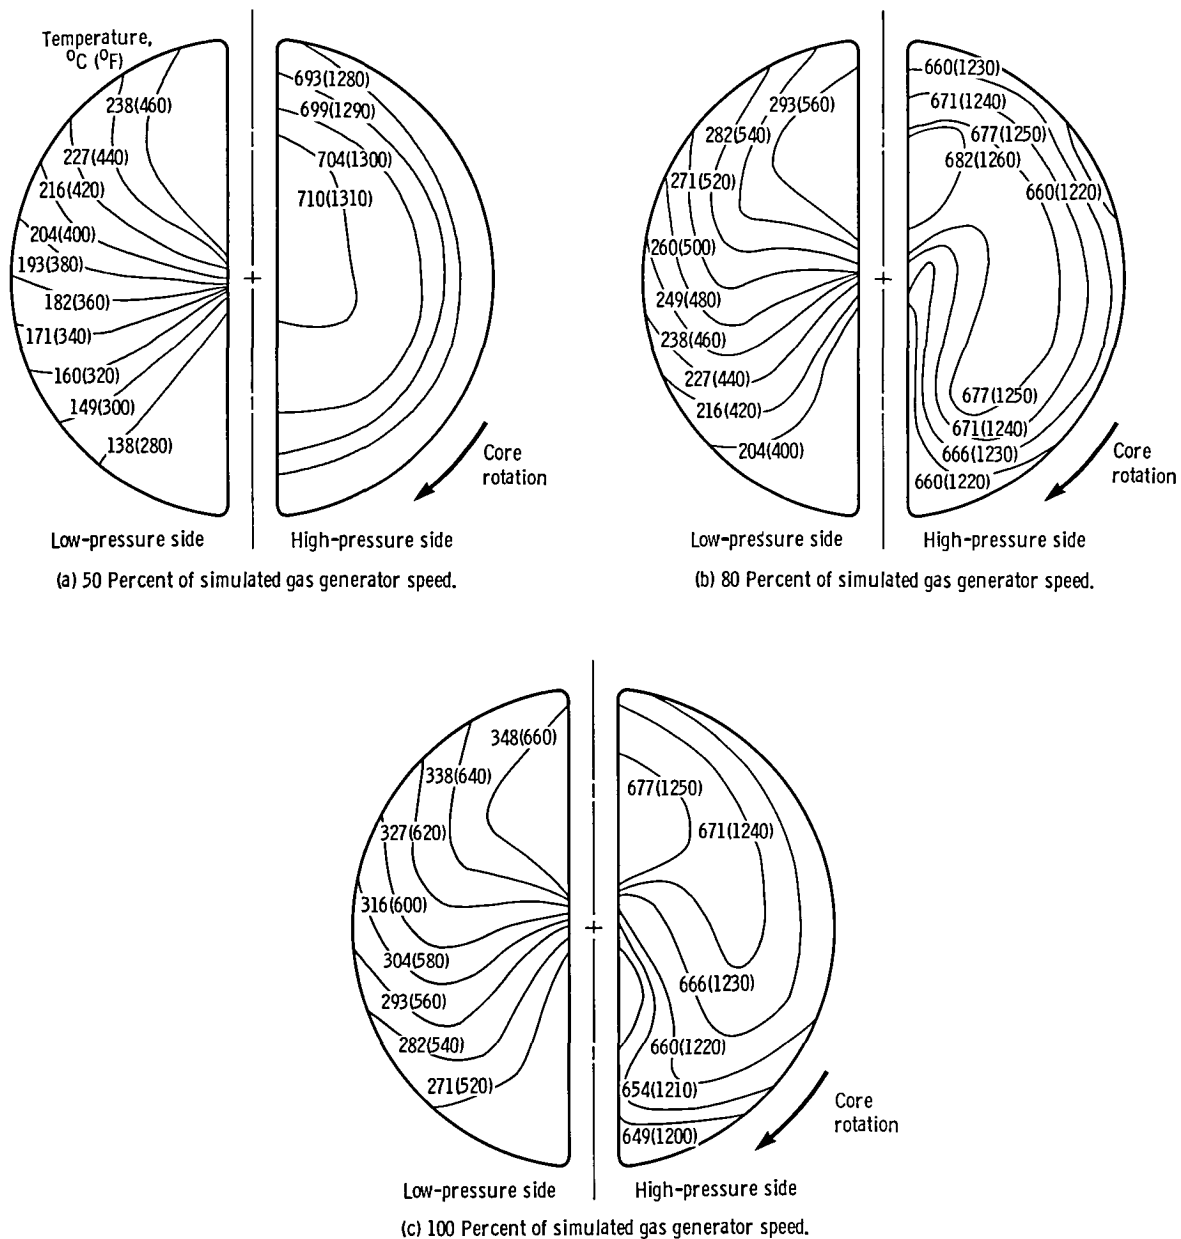 Temperature,
°C (°F)
238(460)
227(440)
216(420)
204(400)
193(380)
182(360)
171(340)
160(320)
149(300)
138(280)
693(1280)
699(1290)
704(1300)
710(1310)
Core
rotation
Low-pressure side
High-pressure side
(a) 50 Percent of simulated gas generator speed.
293(560)
282(540)
271(520)
260(500)
249(480)
238(460)
227(440)
216(420)
204(400)
660(1230)
671(1240)
677(1250)
682(1260)
660(1220)
677(1250)
671(1240)
666(1230)
660(1220)
Core
rotation
Low-pressure side
High-pressure side
(b) 80 Percent of simulated gas generator speed.
348(660)
338(640)
327(620)
316(600)
304(580)
293(560)
282(540)
271(520)
677(1250)
671(1240)
666(1230)
660(1220)
654(1210)
649(1200)
Core
rotation
Low-pressure side
High-pressure side
(c) 100 Percent of simulated gas generator speed.